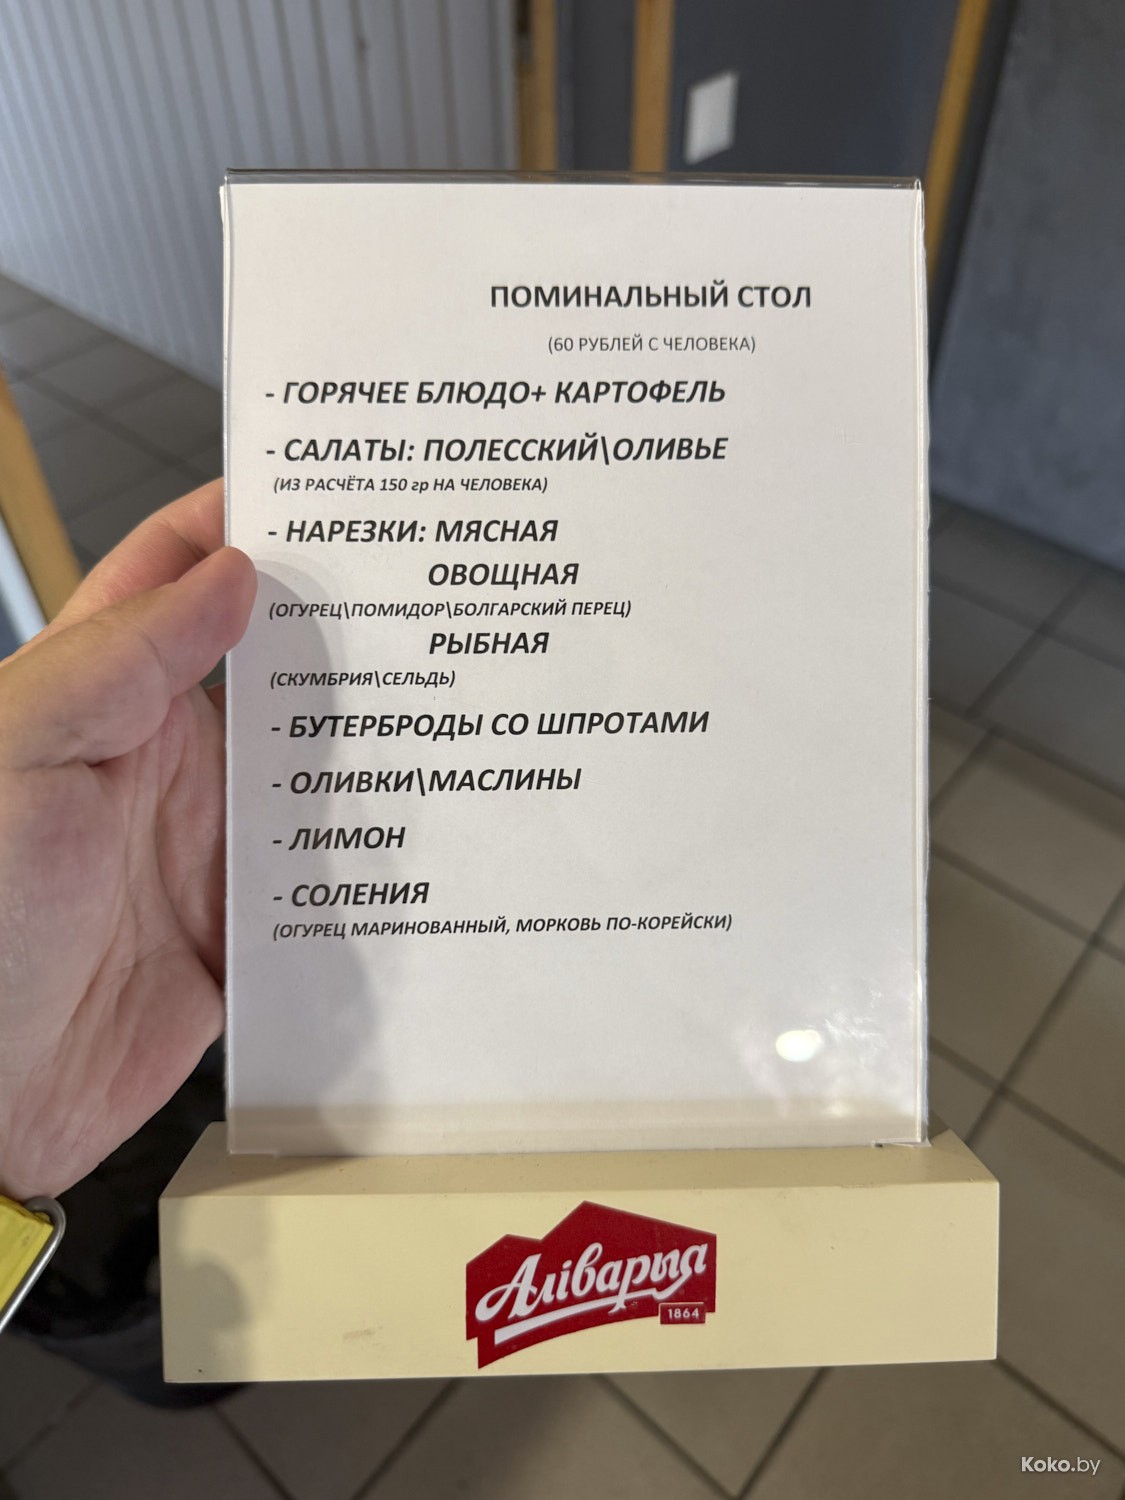 ПОМИНАЛЬНЫЙ СТОЛ
(60 РУБЛЕЙ С ЧЕЛОВЕКА)
- ГОРЯЧЕЕ БЛЮДО+ КАРТОФЕЛЬ
- САЛАТЫ: ПОЛЕССКИЙ\ОЛИВЬЕ
(ИЗ РАСЧЁТА 150 гр НА ЧЕЛОВЕКА)
- НАРЕЗКИ: МЯСНАЯ
ОВОЩНАЯ
(ОГУРЕЦ\ПОМИДОР\БОЛГАРСКИЙ ПЕРЕЦ)
РЫБНАЯ
(СКУМБРИЯ\СЕЛЬДЬ)
- БУТЕРБРОДЫ СО ШПРОТАМИ
- ОЛИВКИ\МАСЛИНЫ
- ЛИМОН
- СОЛЕНИЯ
(ОГУРЕЦ МАРИНОВАННЫЙ, МОРКОВЬ ПО-КОРЕЙСКИ)
Аліварыя
1864
Koko.by